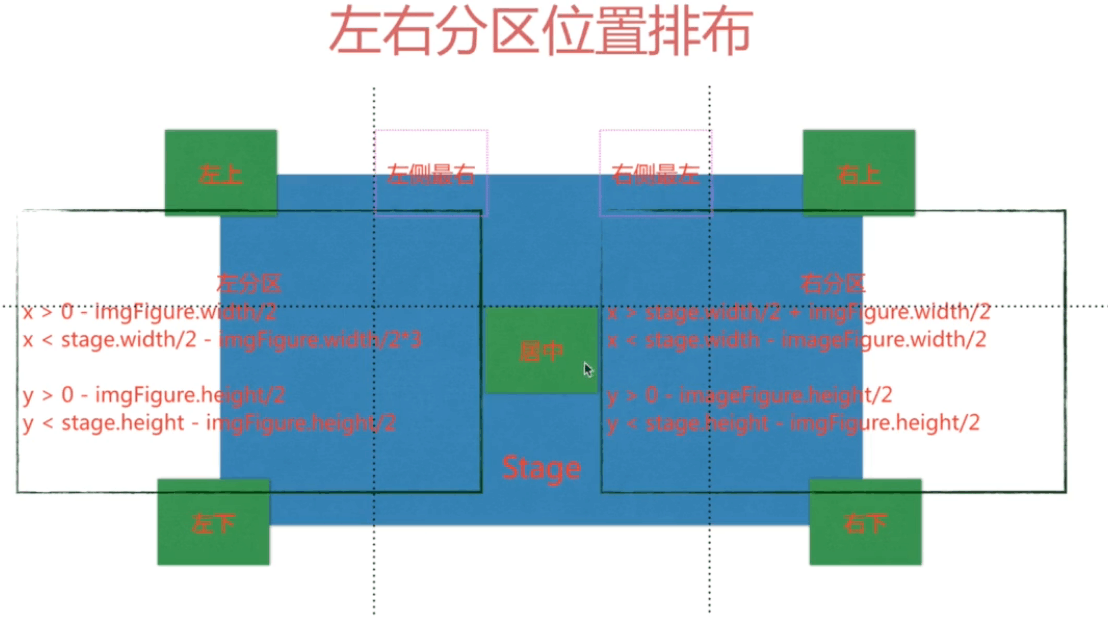 左右分区位置排布
左上
左侧最右
右侧最左
右上
左分区
x > 0 - imgFigure.width/2
x < stage.width/2 - imgFigure.width/2*3
y > 0 - imgFigure.height/2
y < stage.height - imgFigure.height/2
居中
右分区
x > stage.width/2 + imgFigure.width/2
x < stage.width - imageFigure.width/2
y > 0 - imageFigure.height/2
y < stage.height - imgFigure.height/2
Stage
左下
右下